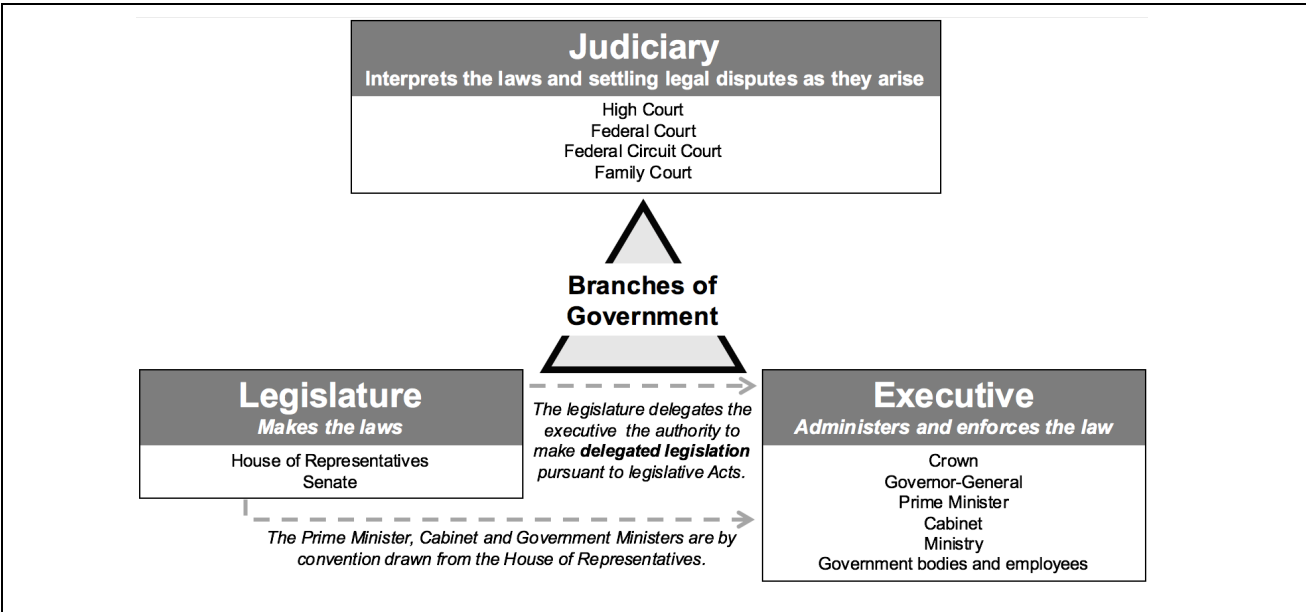 Judiciary
Interprets the laws and settling legal disputes as they arise
High Court
Federal Court
Federal Circuit Court
Family Court
Branches of
Government
Legislature
Makes the laws
House of Representatives
Senate
The legislature delegates the
executive the authority to
make delegated legislation
pursuant to legislative Acts.
Executive
Administers and enforces the law
Crown
Governor-General
Prime Minister
Cabinet
Ministry
Government bodies and employees
The Prime Minister, Cabinet and Government Ministers are by
convention drawn from the House of Representatives.